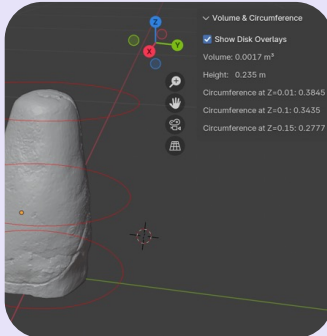 Z
Y
X
Volume & Circumference
Show Disk Overlays
Volume: 0.0017 m³
Height: 0.235 m
Circumference at Z=0.01: 0.3845
Circumference at Z=0.1: 0.3435
Circumference at Z=0.15: 0.2777